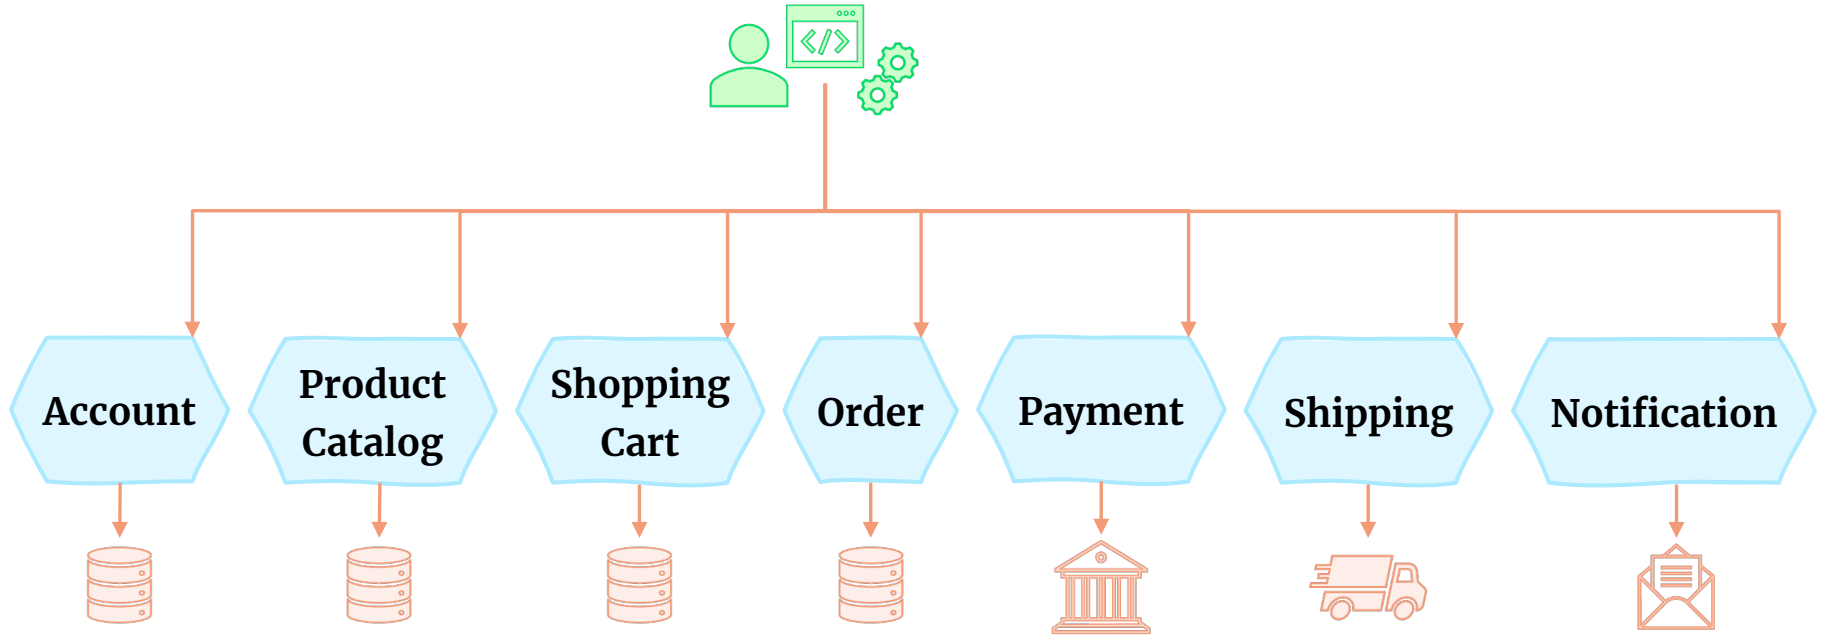 </>
Account
Product
Catalog
Shopping
Cart
Order
Payment
Shipping
Notification